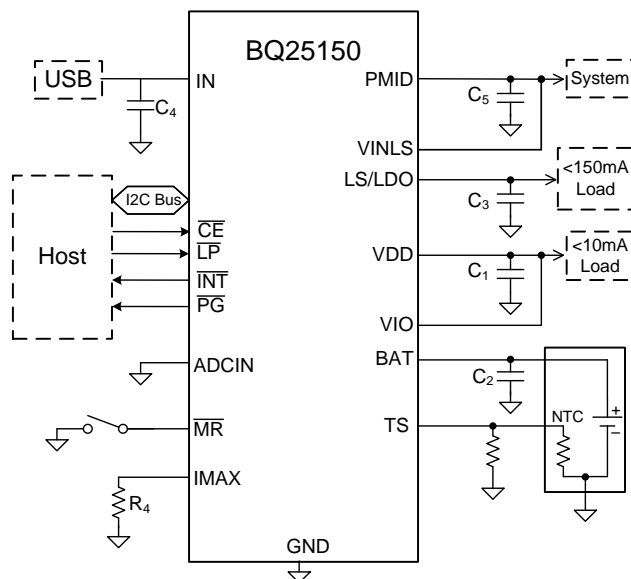 BQ25150
USB
IN
C4
I2C Bus
Host
CE
LP
INT
PG
ADCIN
MR
IMAX
R4
GND
PMID
C5
System
VINLS
LS/LDO
C3
<150mA
Load
VDD
C1
<10mA
Load
VIO
BAT
C2
TS
NTC
+
−